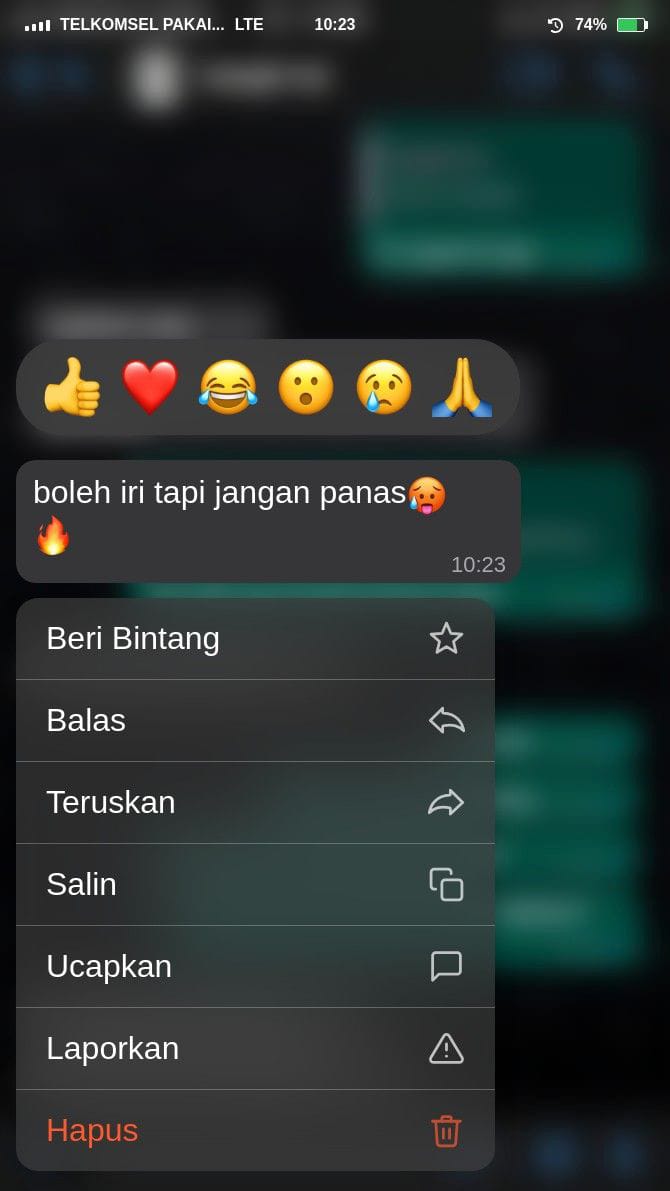 TELKOMSEL PAKAI... LTE 10:23 74%
👍 ❤️ 😂 😮 😢 🙏
boleh iri tapi jangan panas🥵
🔥
10:23
Beri Bintang
Balas
Teruskan
Salin
Ucapkan
Laporkan
Hapus